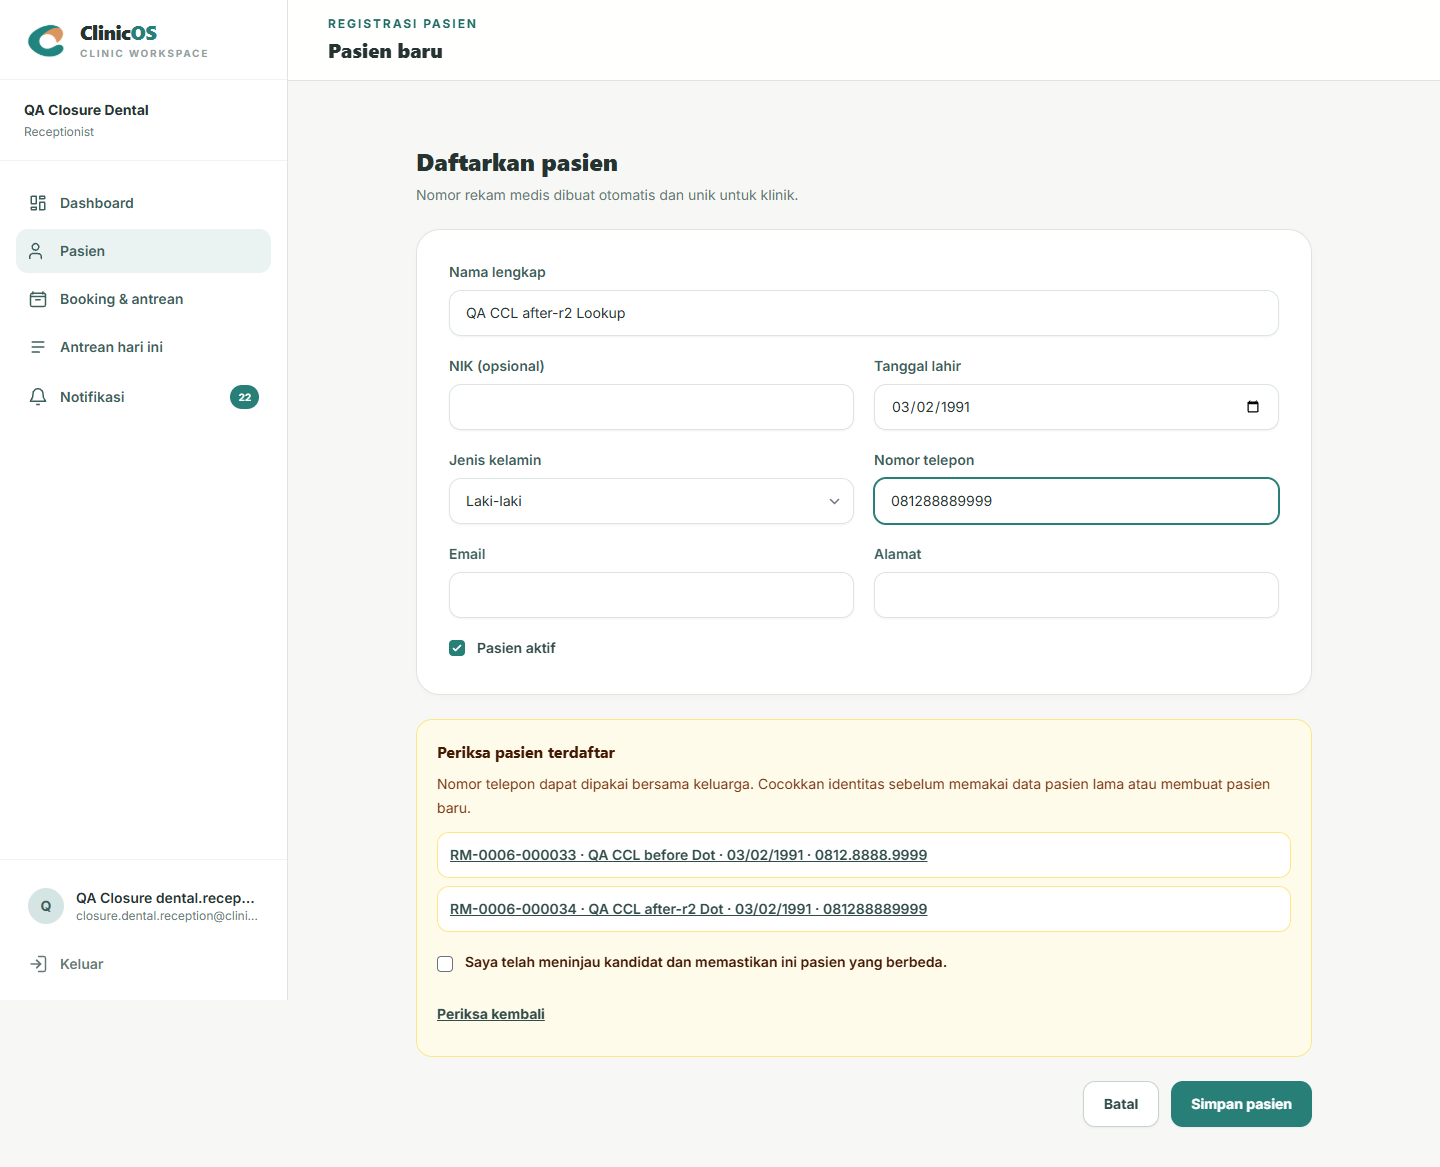 ClinicOS
CLINIC WORKSPACE
QA Closure Dental
Receptionist
Dashboard
Pasien
Booking & antrean
Antrean hari ini
Notifikasi
22
Q
QA Closure dental.recep...
closure.dental.reception@clini...
Keluar
REGISTRASI PASIEN
Pasien baru
Daftarkan pasien
Nomor rekam medis dibuat otomatis dan unik untuk klinik.
Nama lengkap
QA CCL after-r2 Lookup
NIK (opsional)
Tanggal lahir
03/02/1991
Jenis kelamin
Nomor telepon
Laki-laki
081288889999
Email
Alamat
Pasien aktif
Periksa pasien terdaftar
Nomor telepon dapat dipakai bersama keluarga. Cocokkan identitas sebelum memakai data pasien lama atau membuat pasien
baru.
RM-0006-000033 · QA CCL before Dot · 03/02/1991 · 0812.8888.9999
RM-0006-000034 · QA CCL after-r2 Dot · 03/02/1991 · 081288889999
Saya telah meninjau kandidat dan memastikan ini pasien yang berbeda.
Periksa kembali
Batal
Simpan pasien